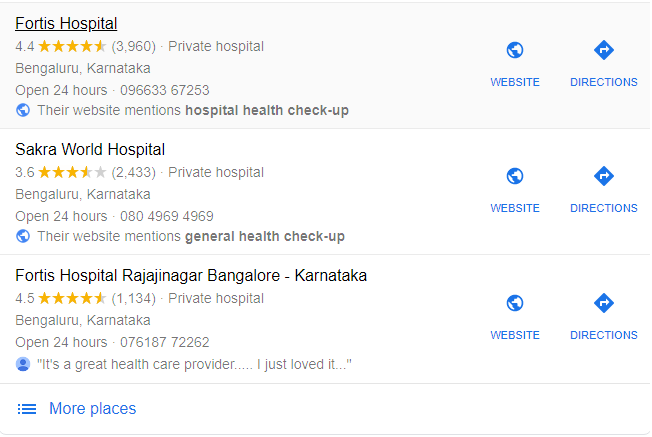 Fortis Hospital
4.4 (3,960) · Private hospital
Bengaluru, Karnataka
Open 24 hours · 096633 67253
Their website mentions hospital health check-up
WEBSITE
DIRECTIONS
Sakra World Hospital
3.6 (2,433) · Private hospital
Bengaluru, Karnataka
Open 24 hours · 080 4969 4969
Their website mentions general health check-up
WEBSITE
DIRECTIONS
Fortis Hospital Rajajinagar Bangalore - Karnataka
4.5 (1,134) · Private hospital
Bengaluru, Karnataka
Open 24 hours · 076187 72262
"It's a great health care provider..... I just loved it..."
WEBSITE
DIRECTIONS
More places